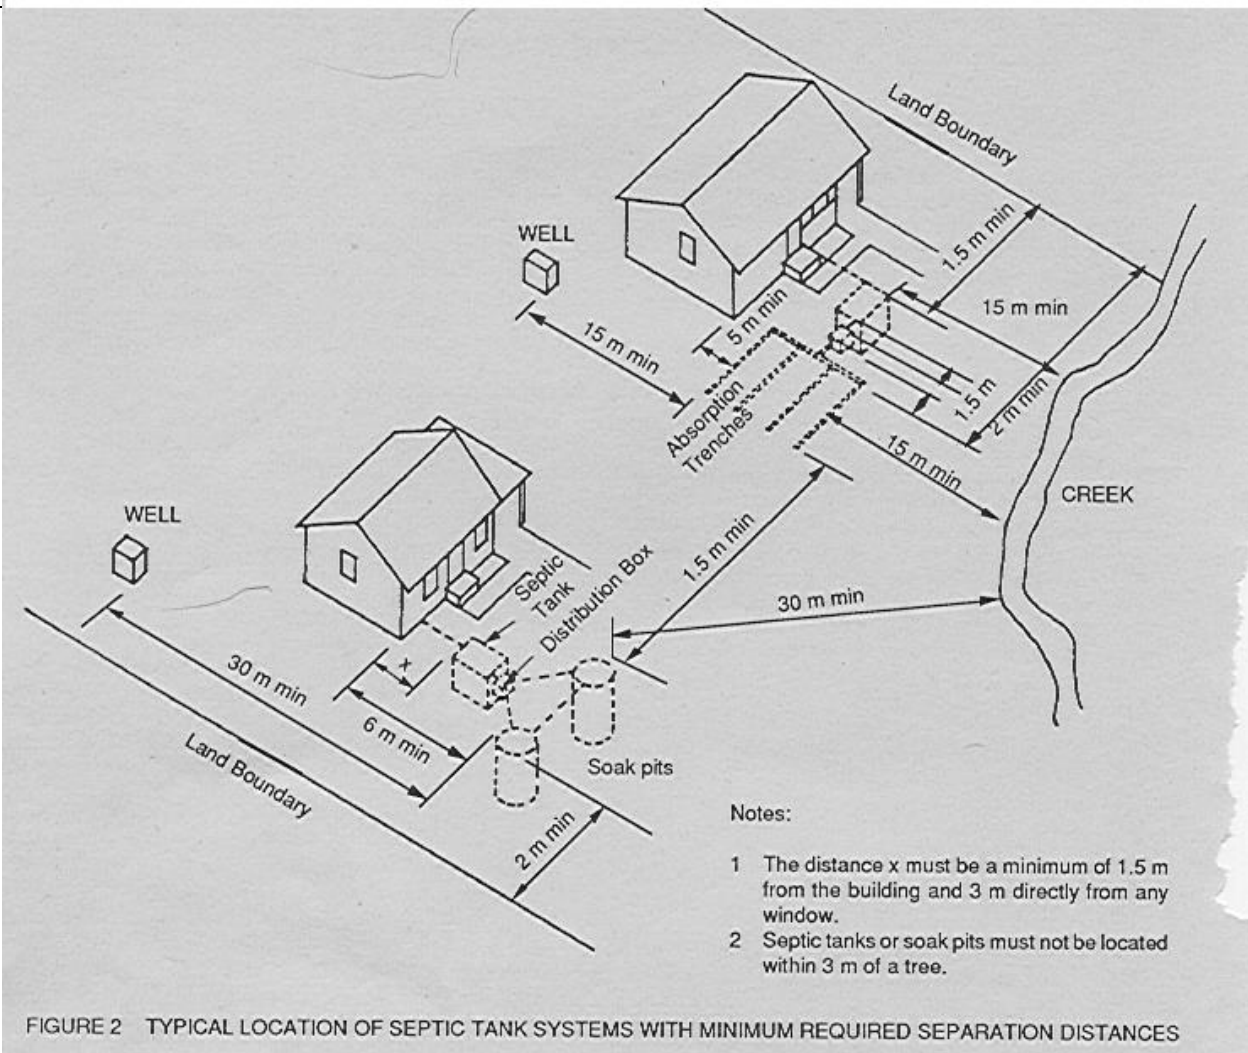 Land Boundary
WELL
1.5 m min
15 m min
5 m min
15 m min
1.5 m
2 m min
Absorption
Trenches
15 m min
CREEK
WELL
1.5 m min
Septic
Tank
Distribution Box
30 m min
x
30 m min
6 m min
Land Boundary
Soak pits
2 m min
Notes:
1 The distance x must be a minimum of 1.5 m
from the building and 3 m directly from any
window.
2 Septic tanks or soak pits must not be located
within 3 m of a tree.
FIGURE 2 TYPICAL LOCATION OF SEPTIC TANK SYSTEMS WITH MINIMUM REQUIRED SEPARATION DISTANCES